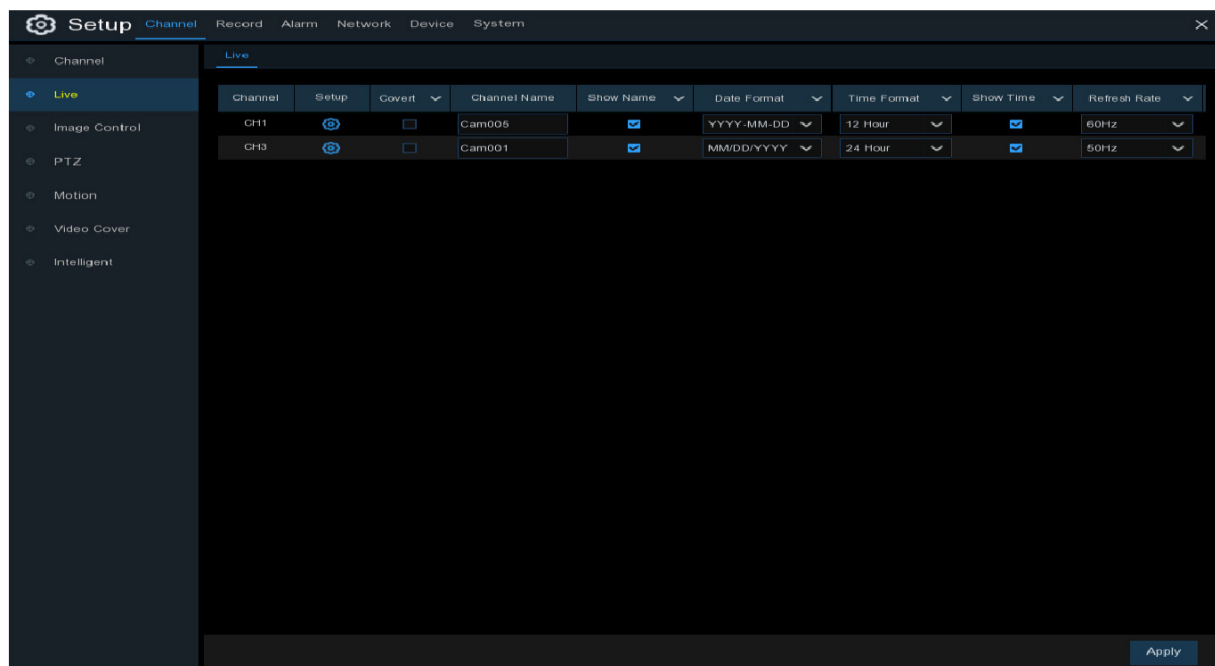 Setup Channel Record Alarm Network Device System
Channel
Live
Live
Channel Setup Covert Channel Name Show Name Date Format Time Format Show Time Refresh Rate
CH1 Cam005 YYYY-MM-DD 12 Hour 60Hz
CH3 Cam001 MM/DD/YYYY 24 Hour 50Hz
Image Control
PTZ
Motion
Video Cover
Intelligent
Apply